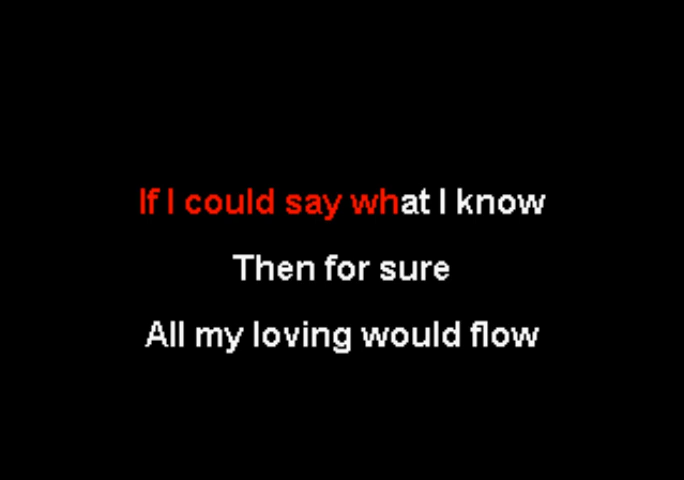 If I could say what I know
Then for sure
All my loving would flow